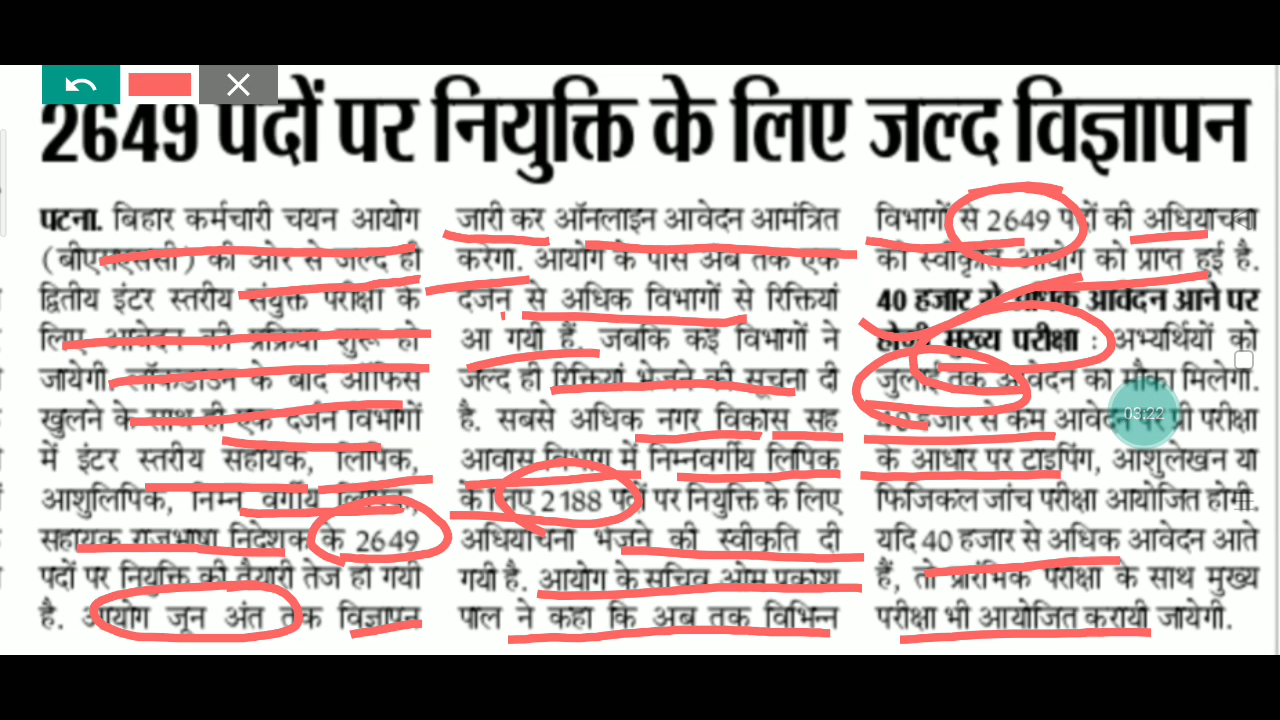 2649 पदों पर नियुक्ति के लिए जल्द विज्ञापन
पटना. बिहार कर्मचारी चयन आयोग
(बीएसएससी) की ओर से जल्द ही
द्वितीय इंटर स्तरीय संयुक्त परीक्षा के
लिए आवेदन की प्रक्रिया शुरू हो
जायेगी. लॉकडाउन के बाद ऑफिस
खुलने के साथ ही एक दर्जन विभागों
में इंटर स्तरीय सहायक, लिपिक,
आशुलिपिक, निम्न वर्गीय लिपिक,
सहायक राजभाषा निदेशक के 2649
पदों पर नियुक्ति की तैयारी तेज हो गयी
है. आयोग जून अंत तक विज्ञापन
जारी कर ऑनलाइन आवेदन आमंत्रित
करेगा. आयोग के पास अब तक एक
दर्जन से अधिक विभागों से रिक्तियां
आ गयी हैं. जबकि कई विभागों ने
जल्द ही रिक्तियां भेजने की सूचना दी
है. सबसे अधिक नगर विकास सह
आवास विभाग में निम्नवर्गीय लिपिक
के लिए 2188 पदों पर नियुक्ति के लिए
अधियाचना भेजने की स्वीकृति दी
गयी है. आयोग के सचिव ओम प्रकाश
पाल ने कहा कि अब तक विभिन्न
विभागों से 2649 पदों की अधियाचना
की स्वीकृति आयोग को प्राप्त हुई है.
40 हजार से अधिक आवेदन आने पर
होगी मुख्य परीक्षा : अभ्यर्थियों को
जुलाई तक आवेदन का मौका मिलेगा.
40 हजार से कम आवेदन पर प्री परीक्षा
के आधार पर टाइपिंग, आशुलेखन या
फिजिकल जांच परीक्षा आयोजित होगी.
यदि 40 हजार से अधिक आवेदन आते
हैं, तो प्रारंभिक परीक्षा के साथ मुख्य
परीक्षा भी आयोजित करायी जायेगी.
03:22